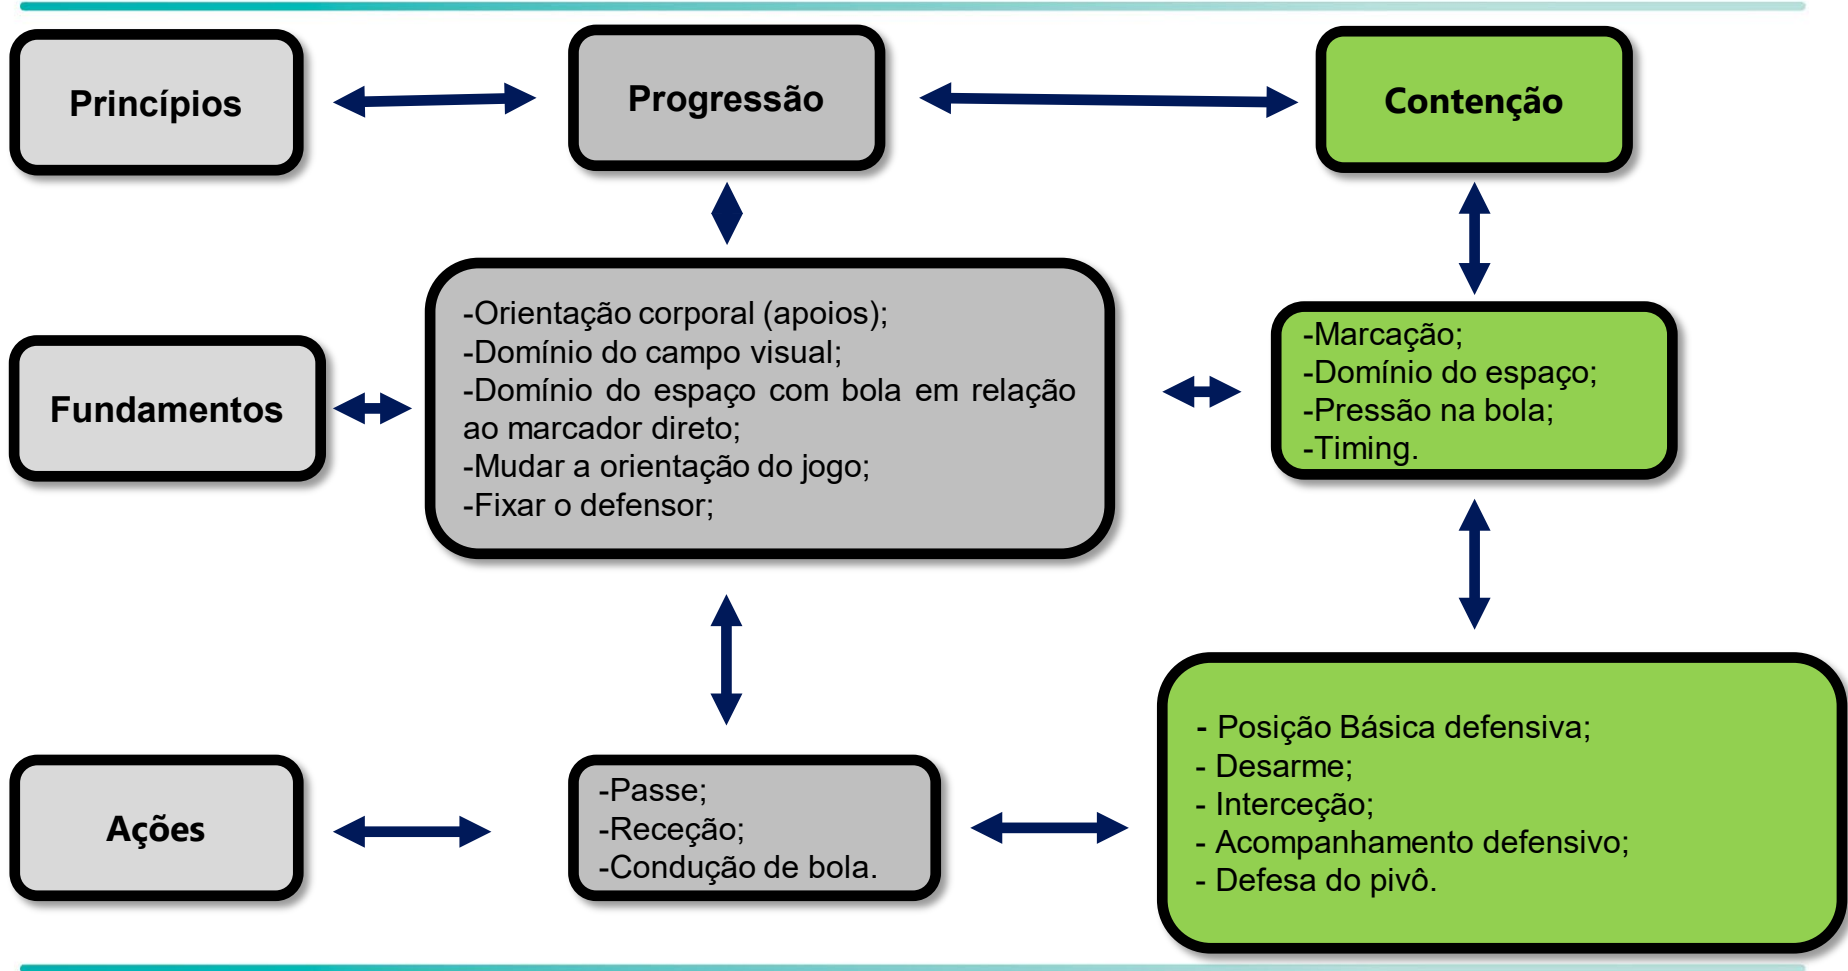 Princípios
Progressão
Contenção
Fundamentos
-Orientação corporal (apoios);
-Domínio do campo visual;
-Domínio do espaço com bola em relação
ao marcador direto;
-Mudar a orientação do jogo;
-Fixar o defensor;
-Marcação;
-Domínio do espaço;
-Pressão na bola;
-Timing.
Ações
-Passe;
-Receção;
-Condução de bola.
- Posição Básica defensiva;
- Desarme;
- Interceção;
- Acompanhamento defensivo;
- Defesa do pivô.